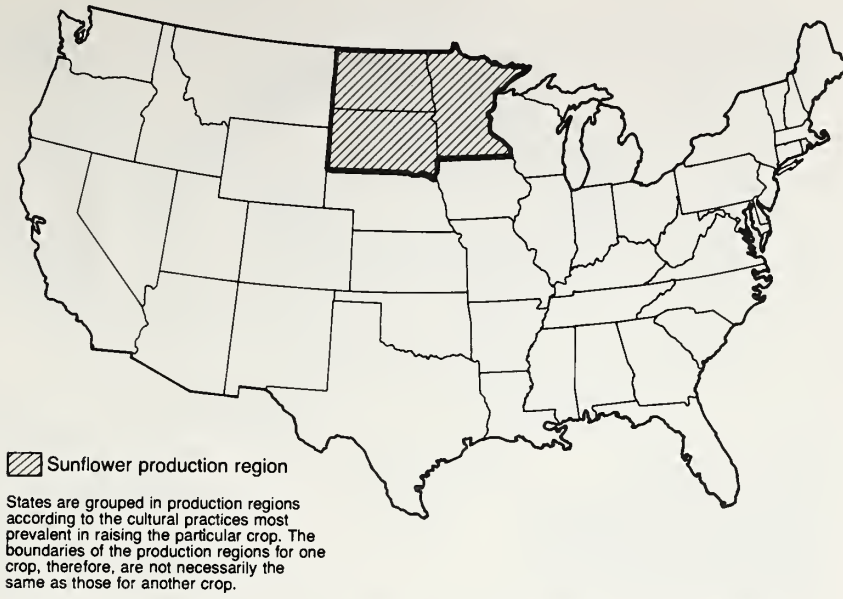 Sunflower production region
States are grouped in production regions
according to the cultural practices most
prevalent in raising the particular crop. The
boundaries of the production regions for one
crop, therefore, are not necessarily the
same as those for another crop.